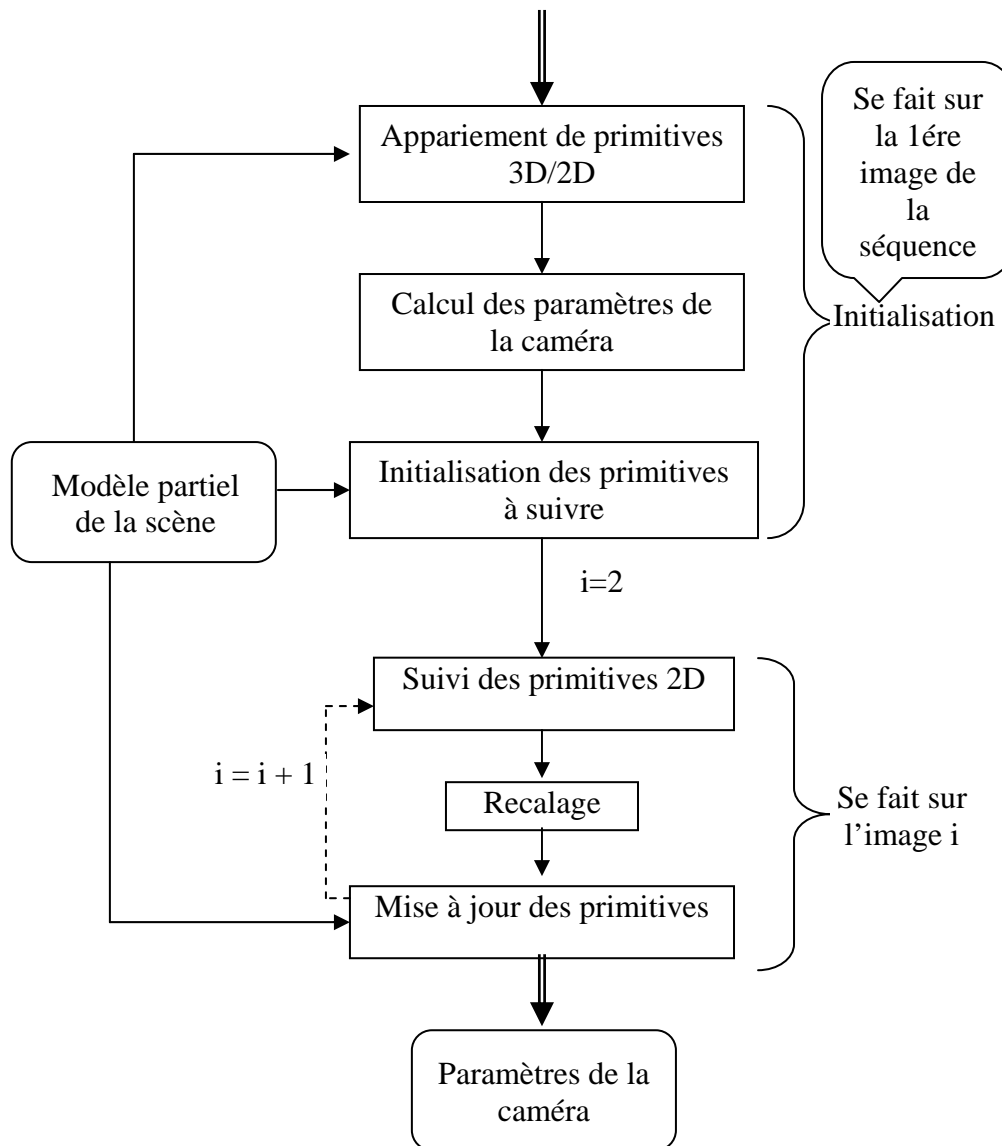 Appariement de primitives
3D/2D
Se fait sur
la 1ére
image de
la
séquence
Calcul des paramètres de
la caméra
Initialisation
Modèle partiel
de la scène
Initialisation des primitives
à suivre
i=2
Suivi des primitives 2D
i = i + 1
Recalage
Se fait sur
l’image i
Mise à jour des primitives
Paramètres de la
caméra